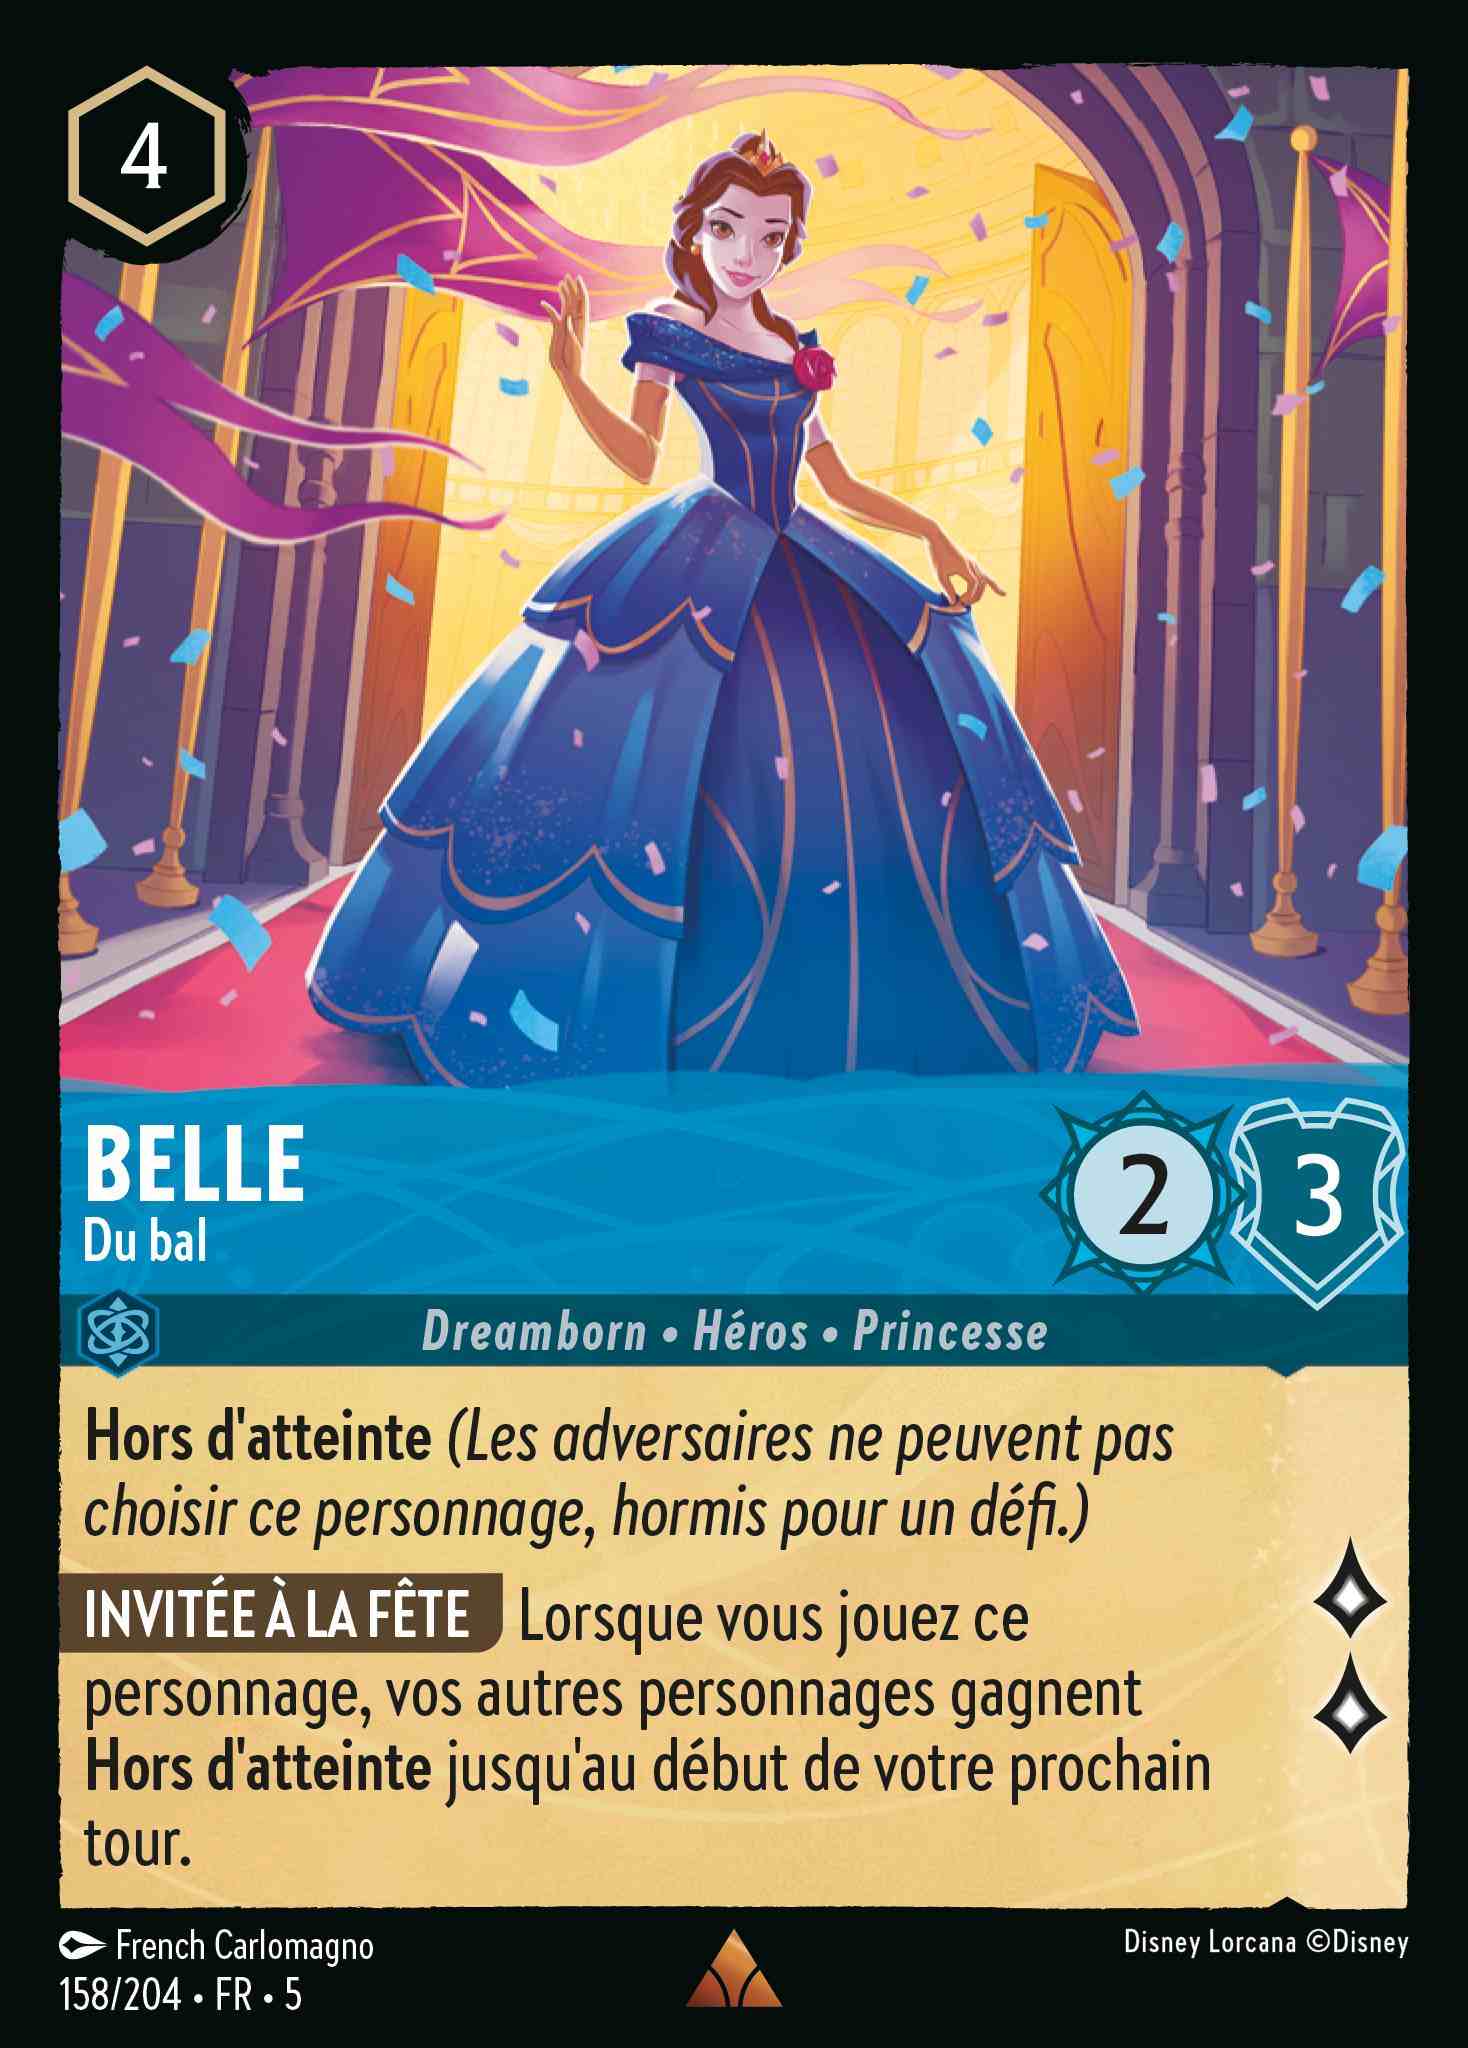 4
BELLE
Du bal
2
3
Dreamborn • Héros • Princesse
Hors d'atteinte (Les adversaires ne peuvent pas
choisir ce personnage, hormis pour un défi.)
INVITÉE À LA FÊTE Lorsque vous jouez ce
personnage, vos autres personnages gagnent
Hors d'atteinte jusqu'au début de votre prochain
tour.
French Carlomagno
Disney Lorcana ©Disney
158/204 • FR • 5